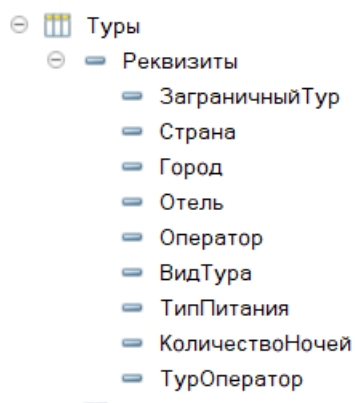 Туры
Реквизиты
ЗаграничныйТур
Страна
Город
Отель
Оператор
ВидТура
ТипПитания
КоличествоНочей
ТурОператор